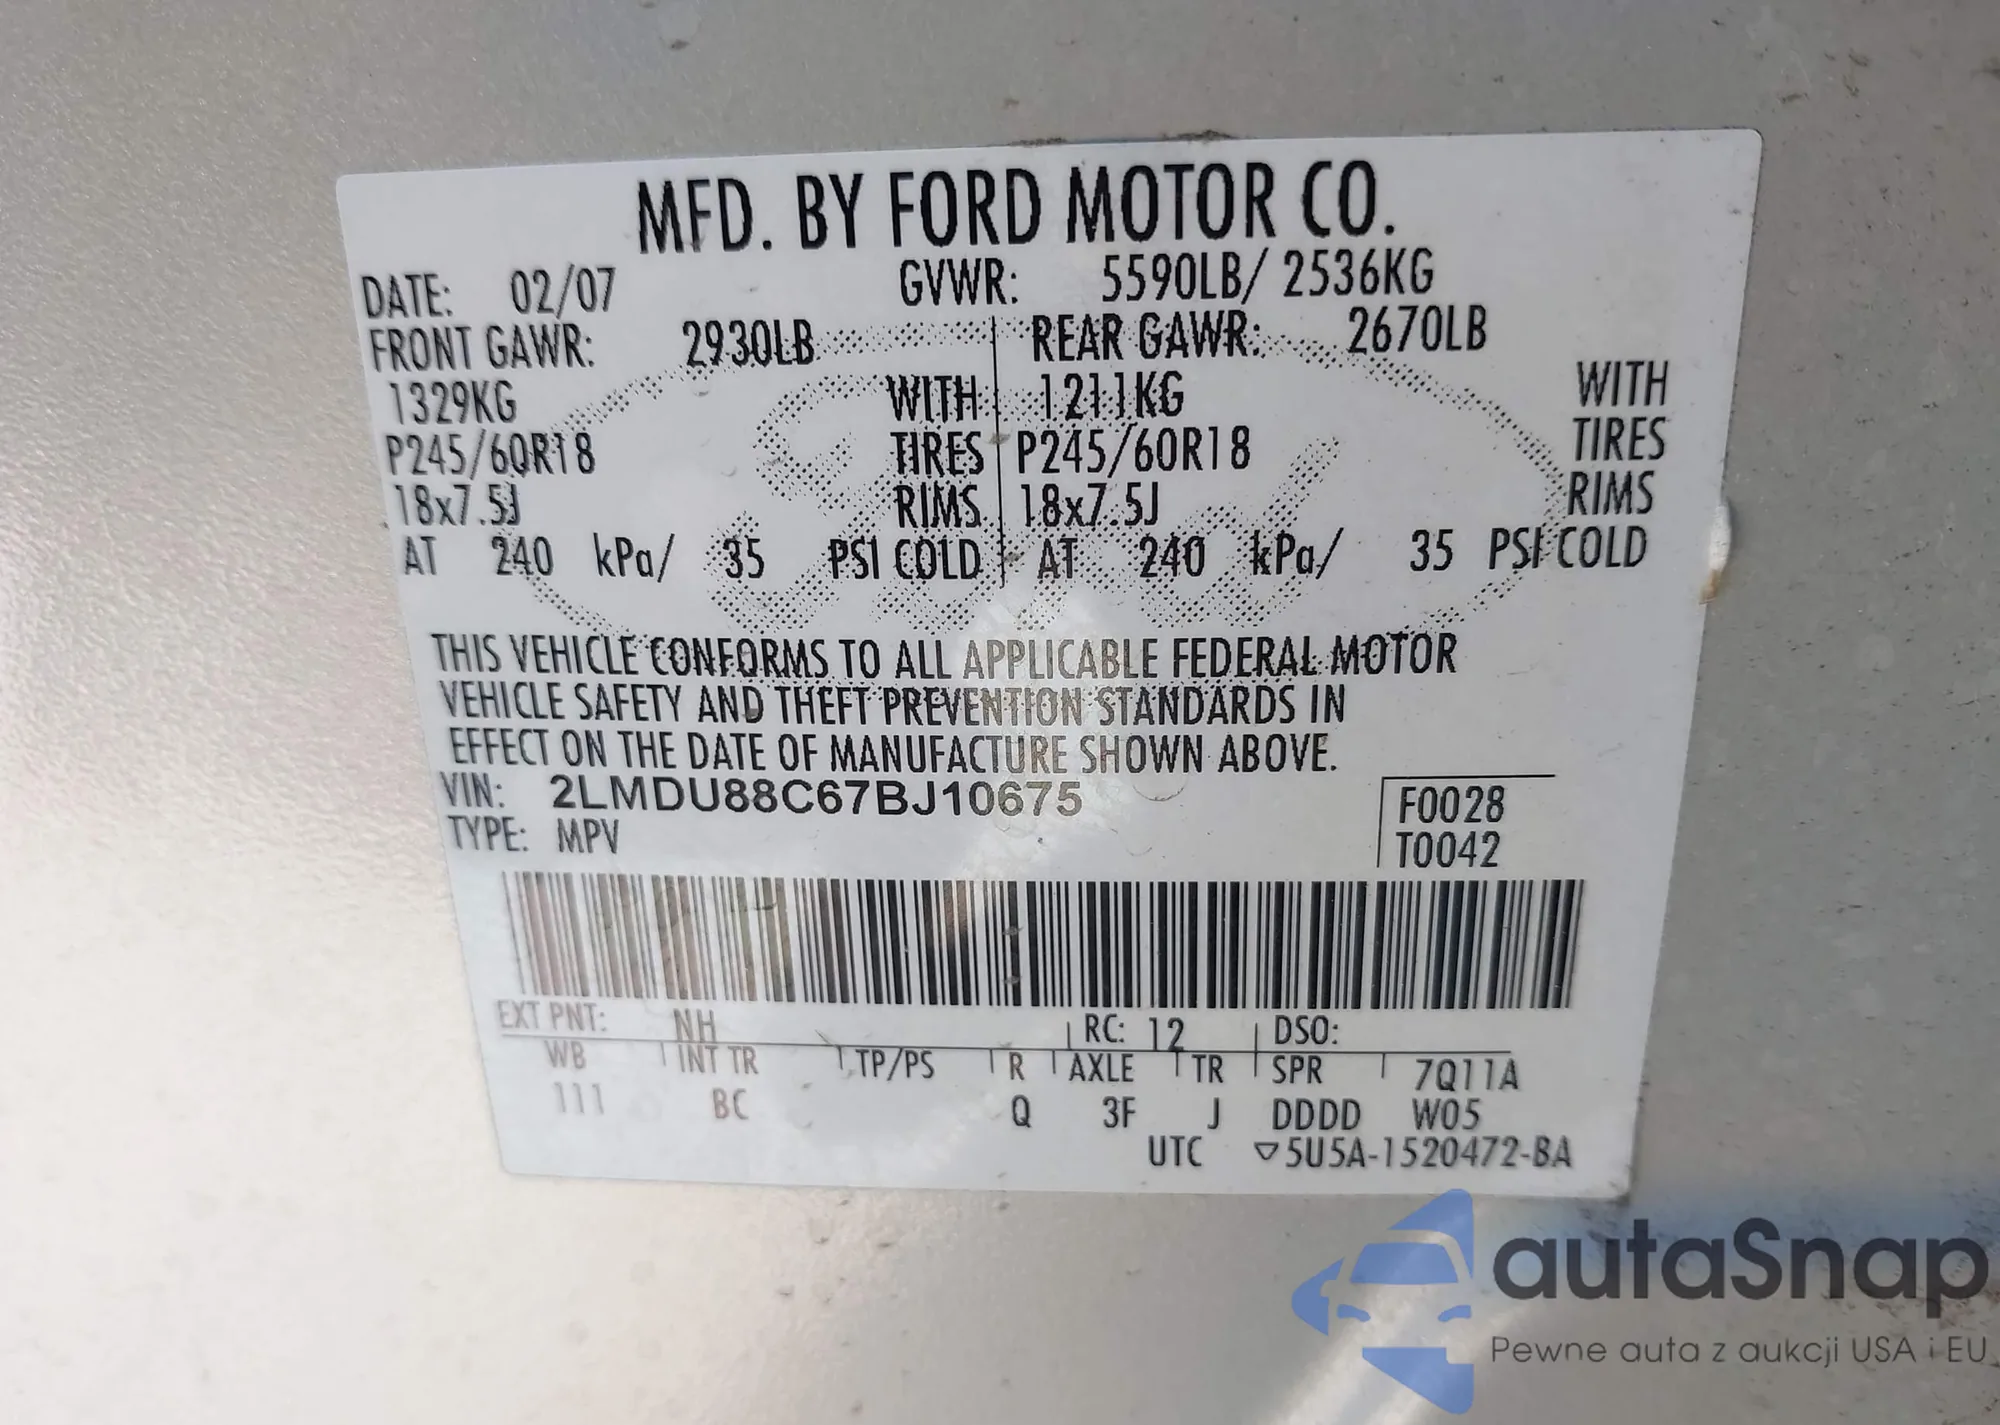 MFD. BY FORD MOTOR CO.
DATE: 02/07 GVWR: 5590LB/ 2536KG
FRONT GAWR: 2930LB REAR GAWR: 2670LB
1329KG WITH 1211KG WITH
P245/60R18 TIRES P245/60R18 TIRES
18x7.5J RIMS 18x7.5J RIMS
AT 240 kPa/ 35 PSI COLD AT 240 kPa/ 35 PSI COLD
THIS VEHICLE CONFORMS TO ALL APPLICABLE FEDERAL MOTOR
VEHICLE SAFETY AND THEFT PREVENTION STANDARDS IN
EFFECT ON THE DATE OF MANUFACTURE SHOWN ABOVE.
VIN: 2LMDU88C67BJ10675 F0028
TYPE: MPV T0042
EXT PNT: NH RC: 12 DSO:
WB INT TR TP/PS R AXLE TR SPR 7Q11A
111 BC Q 3F J DDDD W05
UTC ▽5U5A-1520472-BA
autaSnap
Pewne auta z aukcji USA i EU